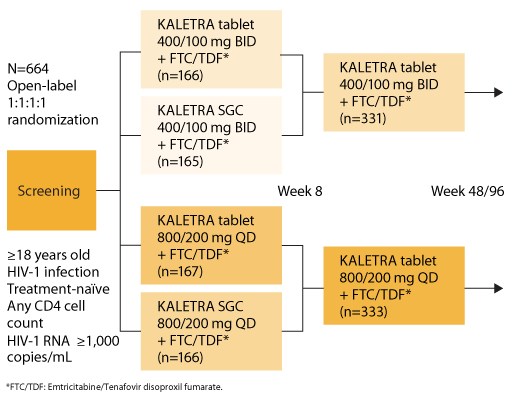 N=664
Open-label
1:1:1:1
randomization
Screening
≥18 years old
HIV-1 infection
Treatment-naïve
Any CD4 cell
count
HIV-1 RNA ≥1,000
copies/mL
KALETRA tablet
400/100 mg BID
+ FTC/TDF*
(n=166)
KALETRA SGC
400/100 mg BID
+ FTC/TDF*
(n=165)
KALETRA tablet
800/200 mg QD
+ FTC/TDF*
(n=167)
KALETRA SGC
800/200 mg QD
+ FTC/TDF*
(n=166)
Week 8
KALETRA tablet
400/100 mg BID
+ FTC/TDF*
(n=331)
Week 48/96
KALETRA tablet
800/200 mg QD
+ FTC/TDF*
(n=333)
*FTC/TDF: Emtricitabine/Tenafovir disoproxil fumarate.